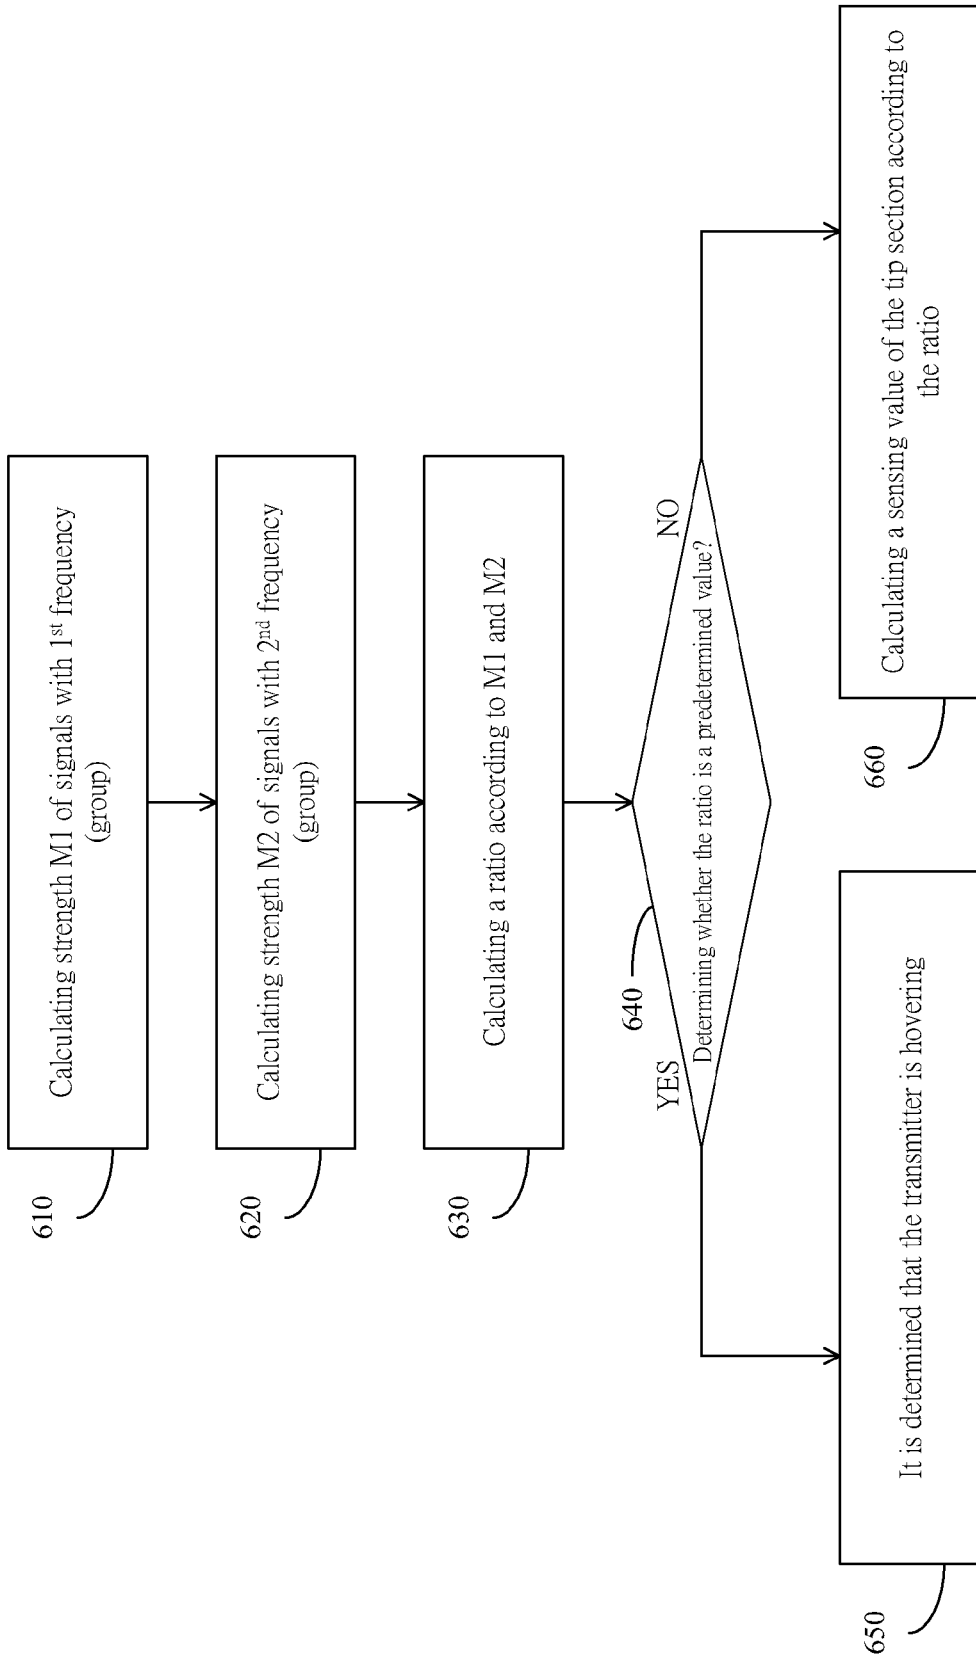 610
Calculating strength M1 of signals with 1st frequency
(group)
620
Calculating strength M2 of signals with 2nd frequency
(group)
630
Calculating a ratio according to M1 and M2
640
YES
NO
Determining whether the ratio is a predetermined value?
650
It is determined that the transmitter is hovering
660
Calculating a sensing value of the tip section according to
the ratio